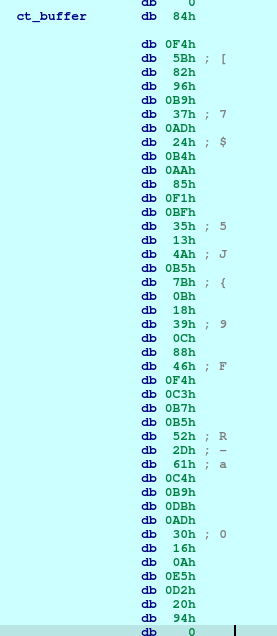 db 0
ct_buffer db 84h
db 0F4h
db 5Bh ; [
db 82h
db 96h
db 0B9h
db 37h ; 7
db 0ADh
db 24h ; $
db 0B4h
db 0AAh
db 85h
db 0F1h
db 0BFh
db 35h ; 5
db 13h
db 4Ah ; J
db 0B5h
db 7Bh ; {
db 0Bh
db 18h
db 39h ; 9
db 0Ch
db 88h
db 46h ; F
db 0F4h
db 0C3h
db 0B7h
db 0B5h
db 52h ; R
db 2Dh ; -
db 61h ; a
db 0C4h
db 0B9h
db 0DBh
db 0ADh
db 30h ; 0
db 16h
db 0Ah
db 0E5h
db 0D2h
db 20h
db 94h
db 0